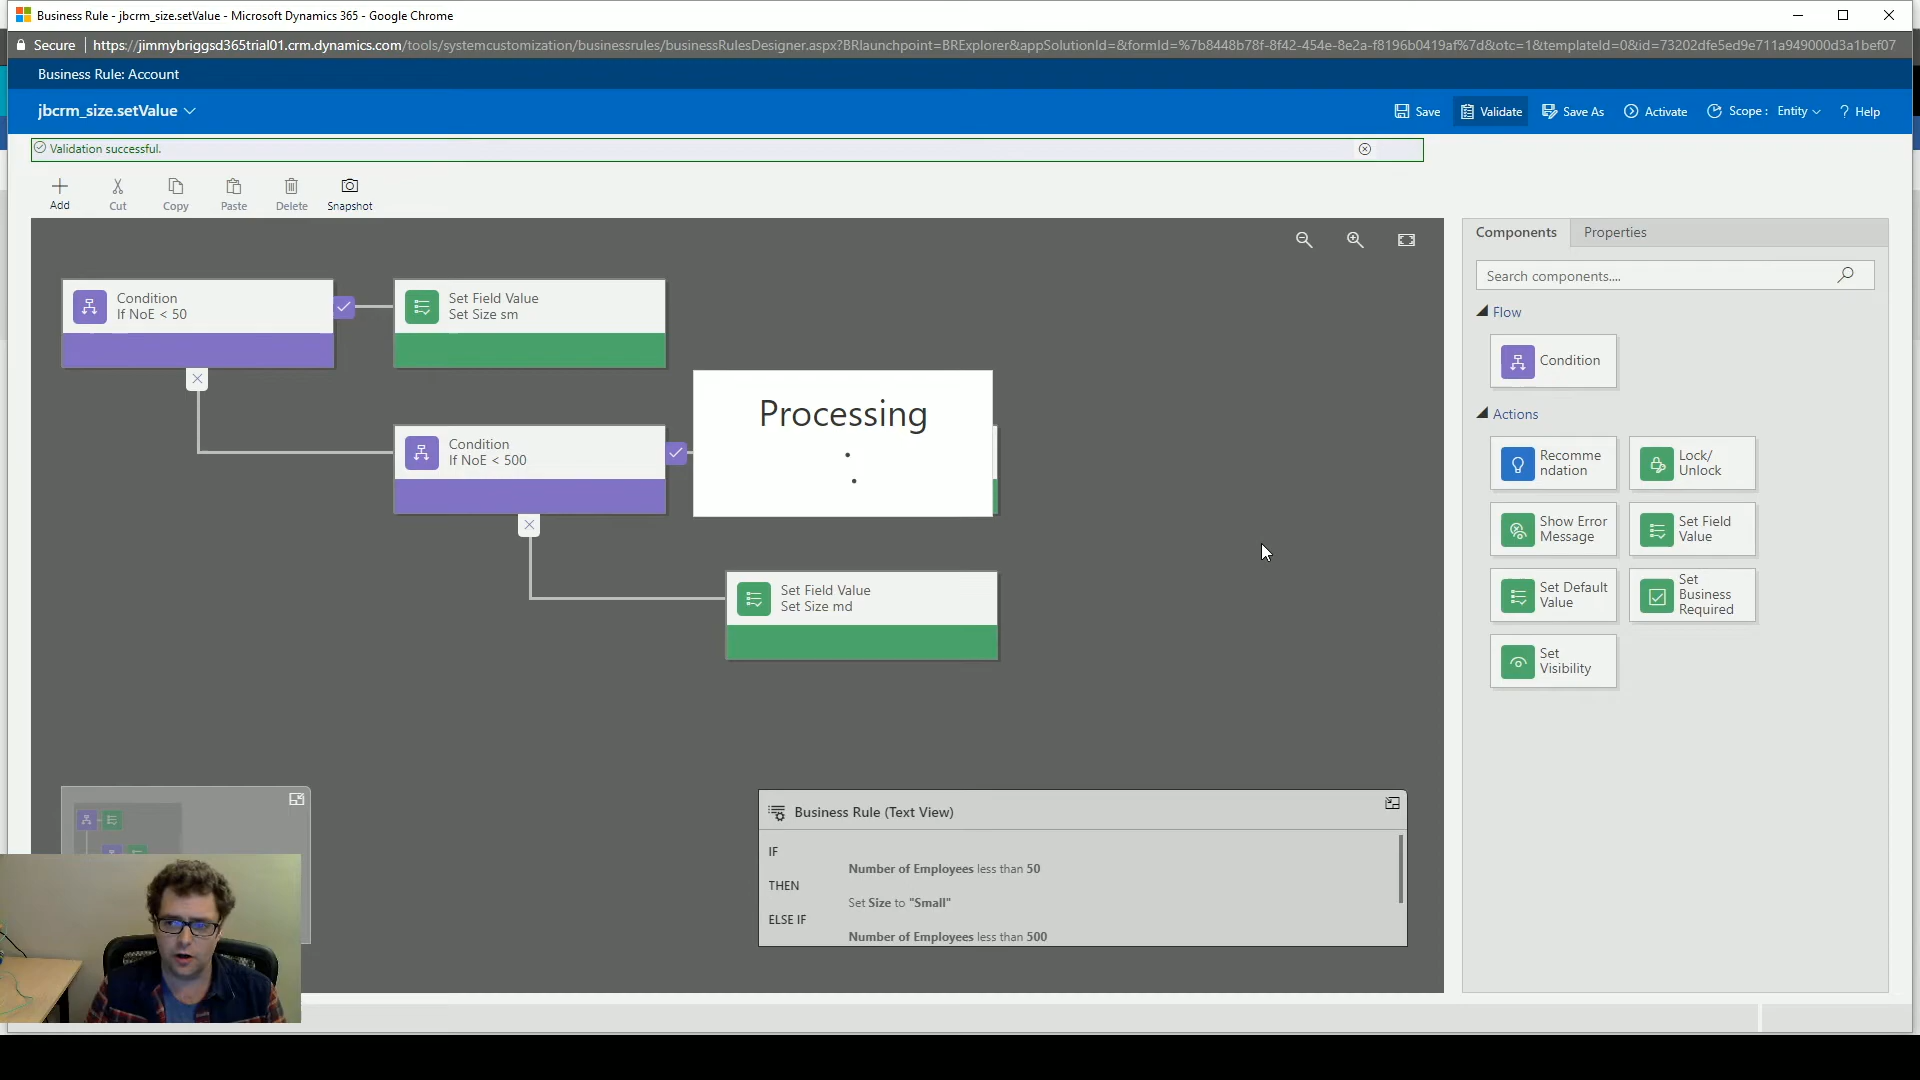 Business Rule - jbcrm_size.setValue - Microsoft Dynamics 365 - Google Chrome
Secure | https://jimmybriggsd365trial01.crm.dynamics.com/tools/systemcustomization/businessrules/businessRulesDesigner.aspx?BRlaunchpoint=BRExplorer&appSolutionId=&formId=%7b8448b78f-8f42-454e-8e2a-f8196b0419af%7d&otc=1&templateId=0&id=73202dfe5ed9e711a949000d3a1bef07
Business Rule: Account
jbcrm_size.setValue
Save
Validate
Save As
Activate
Scope :
Entity
? Help
Validation successful.
Add
Cut
Copy
Paste
Delete
Snapshot
Components
Properties
Search components....
Flow
Condition
Actions
Recomme
ndation
Lock/
Unlock
Show Error
Message
Set Field
Value
Set Default
Value
Set
Business
Required
Set
Visibility
Condition
If NoE < 50
Set Field Value
Set Size sm
Condition
If NoE < 500
Processing
Set Field Value
Set Size md
Business Rule (Text View)
IF
Number of Employees less than 50
THEN
Set Size to "Small"
ELSE IF
Number of Employees less than 500